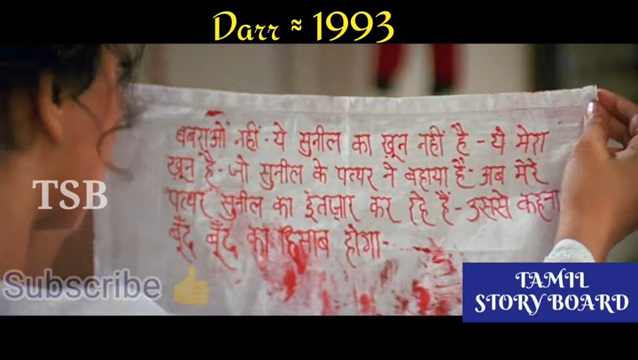 Darr ≈ 1993
बबराओं नहीं - ये सुनील का ख़ून नहीं है - ये मेरा
ख़ून है - जो सुनील के पत्थर ने बहाया है - अब मेरे
पत्थर सुनील का इंतज़ार कर रहे हैं - उससे कहना
बूँद बूँद का हिसाब होगा -
TSB
Subscribe 👍
TAMIL
STORY BOARD